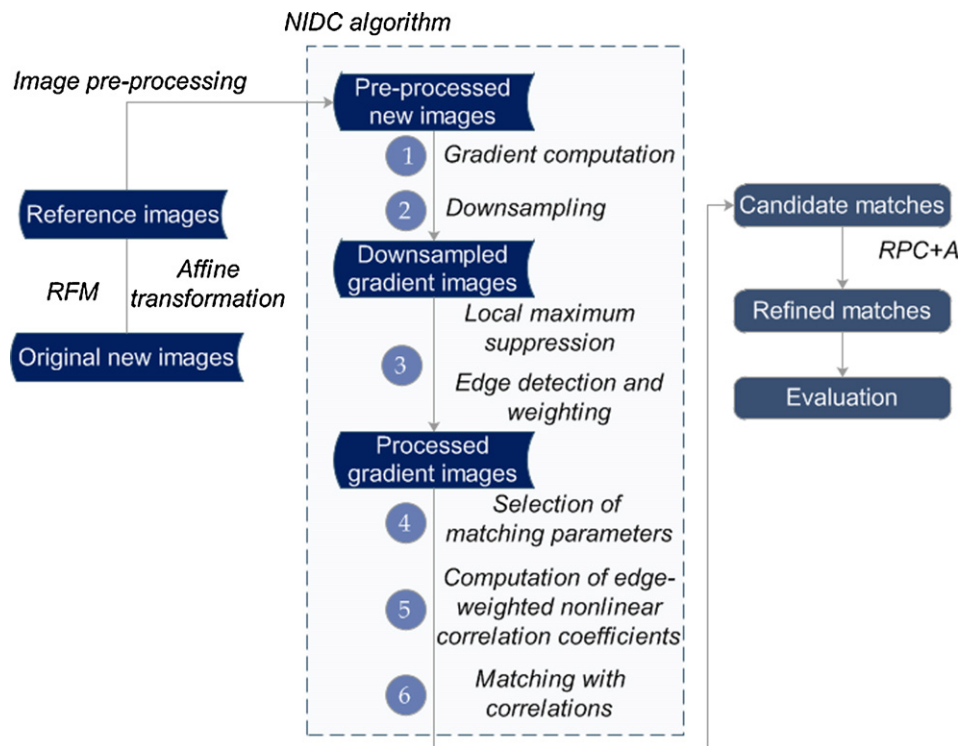 NIDC algorithm
Image pre-processing
Reference images
RFM
Affine
transformation
Original new images
Pre-processed
new images
1
Gradient computation
2
Downsampling
Downsampled
gradient images
3
Local maximum
suppression
Edge detection and
weighting
Processed
gradient images
4
Selection of
matching parameters
5
Computation of edge-
weighted nonlinear
correlation coefficients
6
Matching with
correlations
Candidate matches
RPC+A
Refined matches
Evaluation